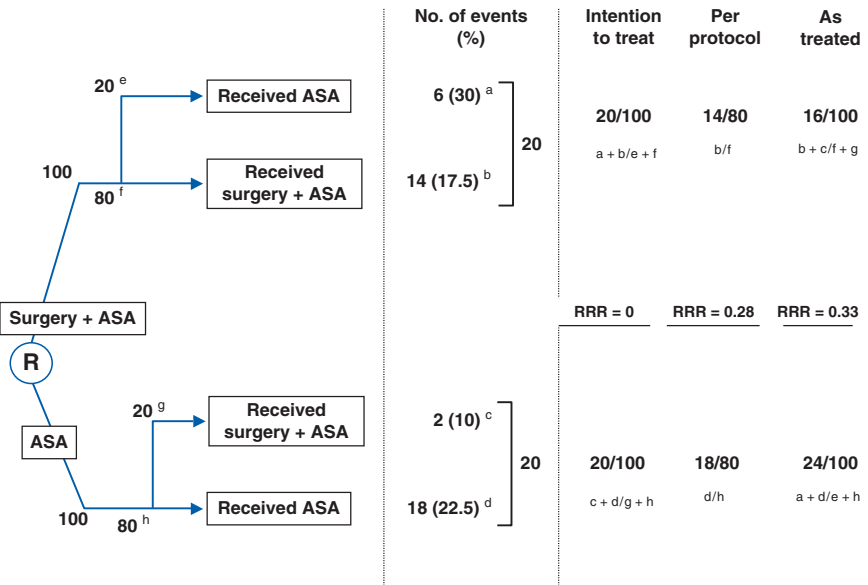 No. of events
(%)
Intention
to treat
Per
protocol
As
treated
20 e
Received ASA
6 (30) a
100
80 f
Received
surgery + ASA
14 (17.5) b
20
20/100
14/80
16/100
a + b/e + f
b/f
b + c/f + g
Surgery + ASA
R
ASA
RRR = 0
RRR = 0.28
RRR = 0.33
20 g
Received
surgery + ASA
2 (10) c
100
80 h
Received ASA
18 (22.5) d
20
20/100
18/80
24/100
c + d/g + h
d/h
a + d/e + h